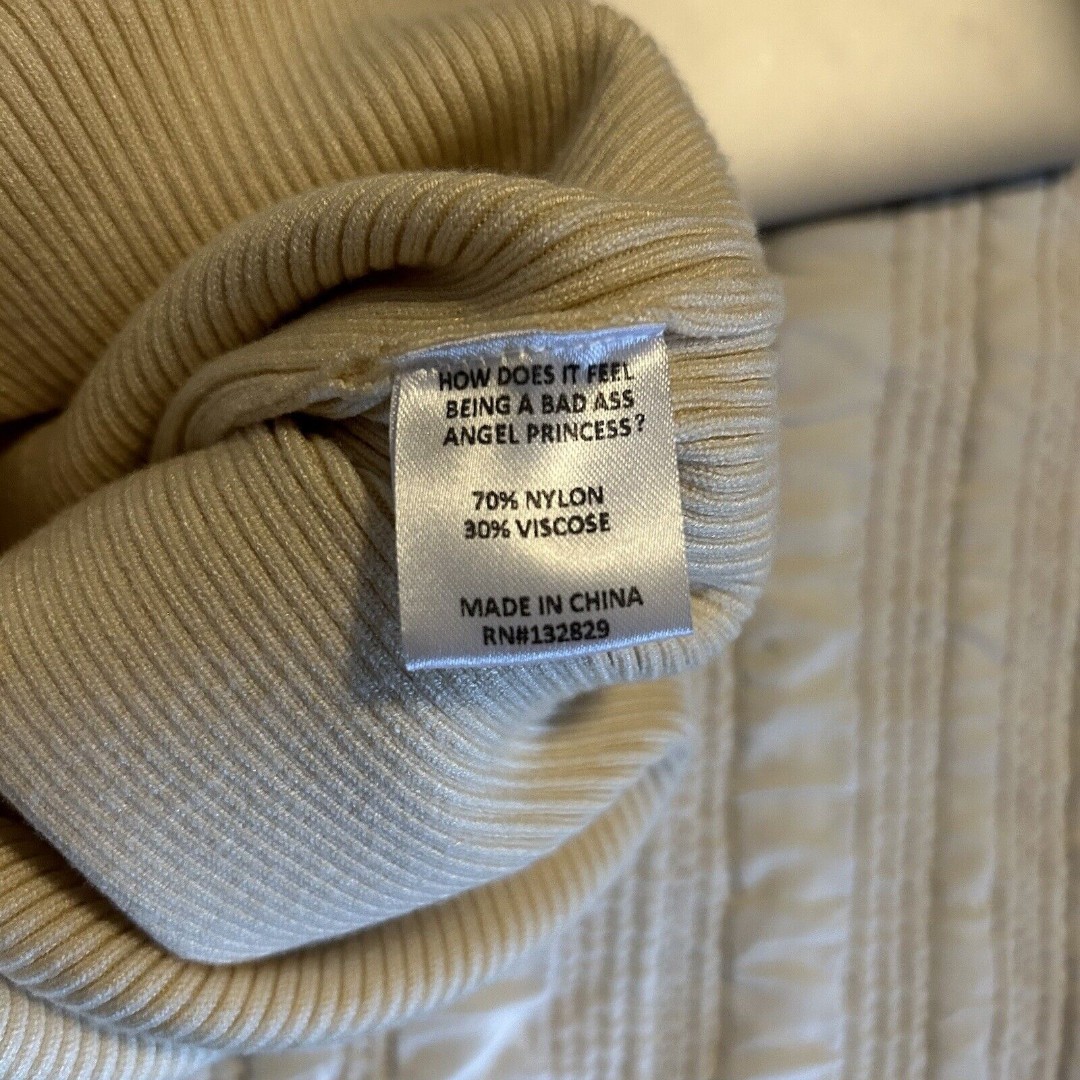 HOW DOES IT FEEL
BEING A BAD ASS
ANGEL PRINCESS?
70% NYLON
30% VISCOSE
MADE IN CHINA
RN#132829